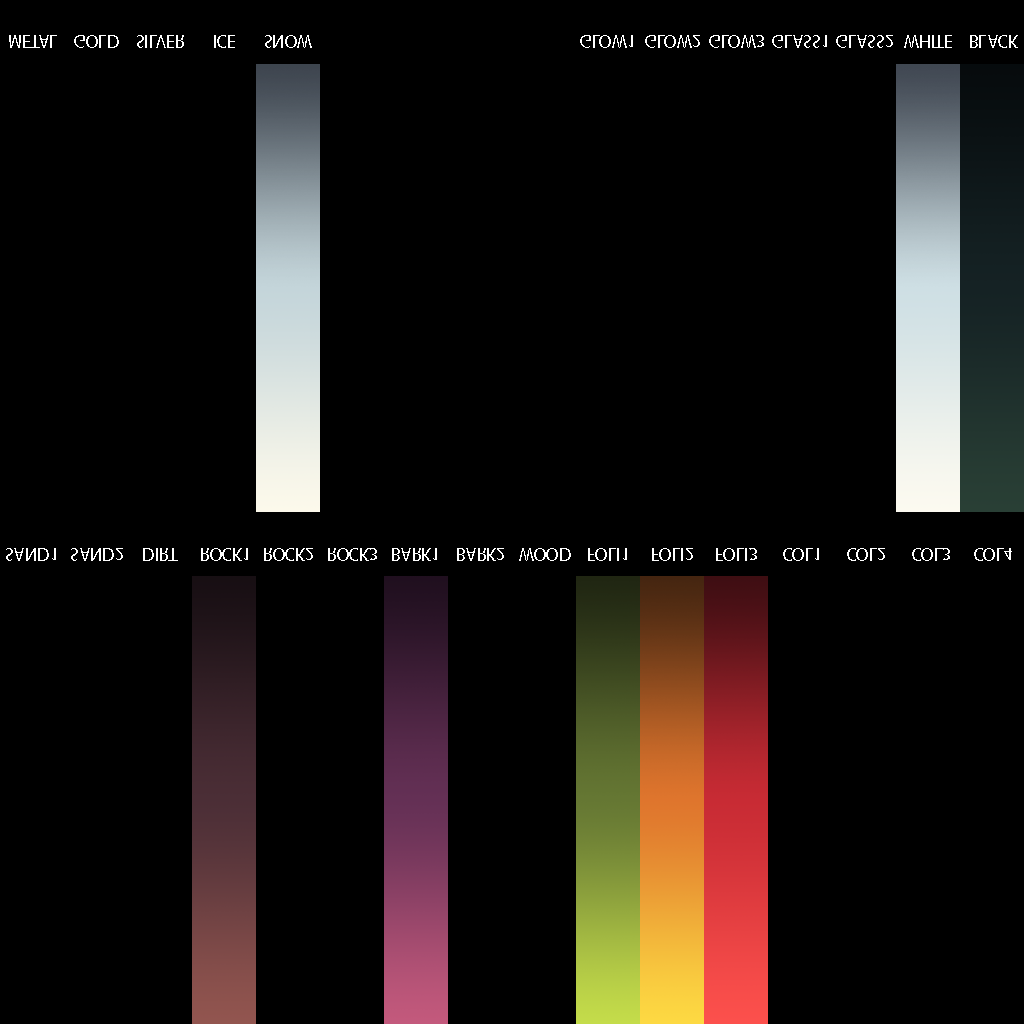 METAL GOLD SILVER ICE SNOW GLOW1 GLOW2 GLOW3 GLASS1 GLASS2 WHITE BLACK
SAND1 SAND2 DIRT ROCK1 ROCK2 ROCK3 BARK1 BARK2 WOOD FOLI1 FOLI2 FOLI3 COL1 COL2 COL3 COL4